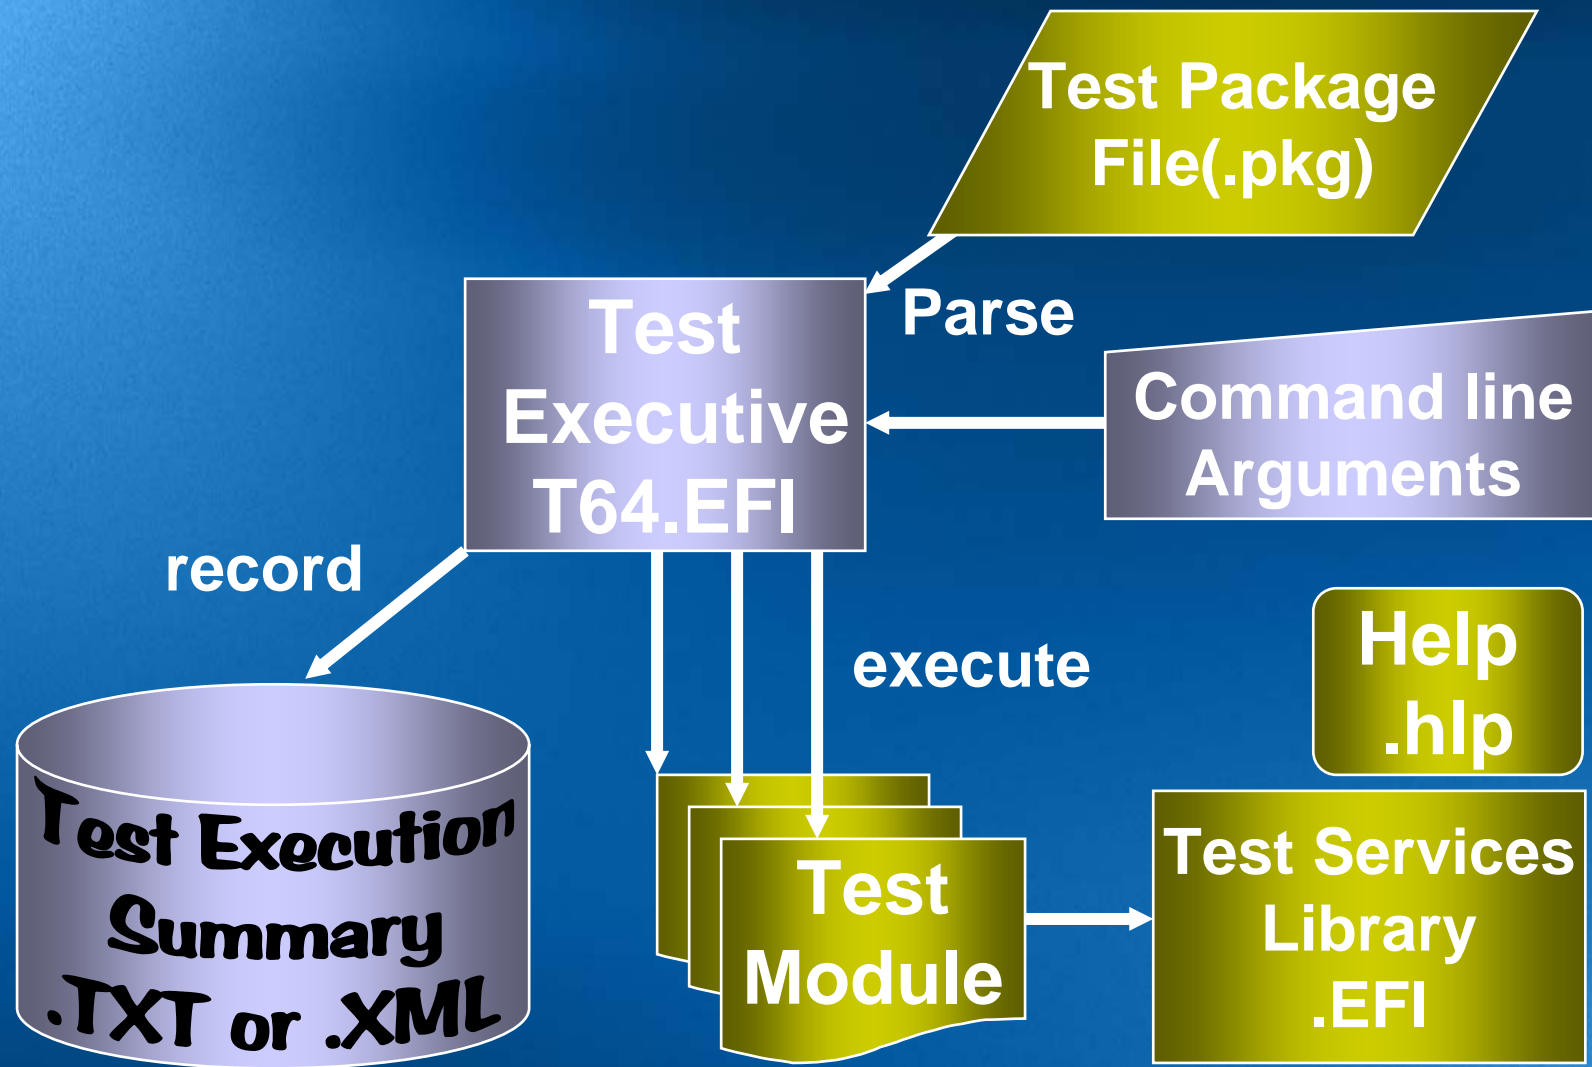 Test Package
File(.pkg)
Test
Executive
T64.EFI
Parse
Command line
Arguments
record
execute
Help
.hlp
Test Execution
Summary
.TXT or .XML
Test
Module
Test Services
Library
.EFI